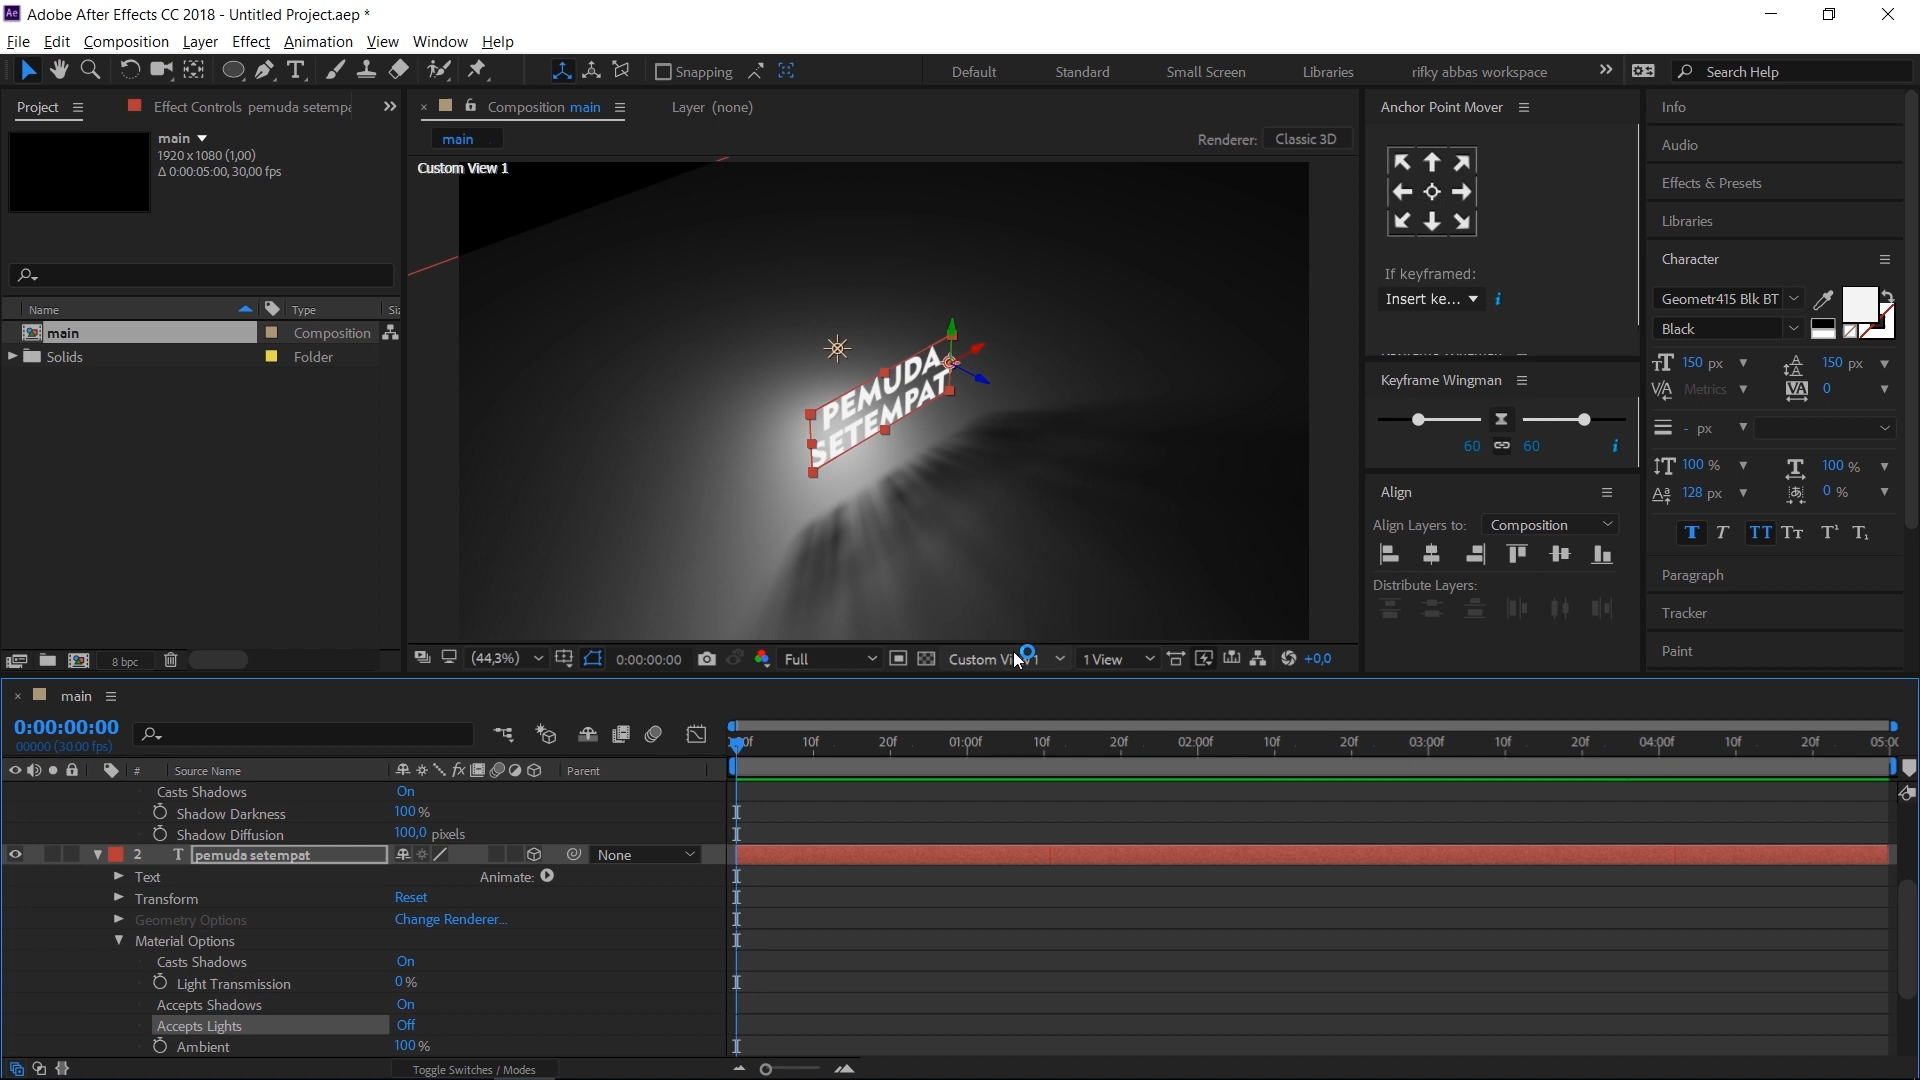 Adobe After Effects CC 2018 - Untitled Project.aep *
File Edit Composition Layer Effect Animation View Window Help
Snapping
Default Standard Small Screen Libraries rifky abbas workspace
Search Help
Project
Effect Controls pemuda setempa
main
1920 x 1080 (1,00)
Δ 0:00:05:00, 30,00 fps
Name Type Siz
main Composition
Solids Folder
8 bpc
Composition main
Layer (none)
main
Renderer: Classic 3D
Custom View 1
PEMUDA
SETEMPAT
(44,3%) 0:00:00:00 Full 1 View +0,0
Anchor Point Mover
If keyframed:
Insert ke...
Keyframe Wingman
60 60
Align
Align Layers to: Composition
Distribute Layers:
Info
Audio
Effects & Presets
Libraries
Character
Geometr415 Blk BT
Black
150 px 150 px
Metrics 0
- px
100 % 100 %
128 px 0 %
T T TT Tт T¹ T₁
Paragraph
Tracker
Paint
main
0:00:00:00
00000 (30.00 fps)
# Source Name Parent
10f 20f 01:00f 10f 20f 02:00f 10f 20f 03:00f 10f 20f 04:00f 10f 20f
Casts Shadows On
Shadow Darkness 100 %
Shadow Diffusion 100,0 pixels
2 T pemuda setempat None
Text Animate:
Transform Reset
Geometry Options Change Renderer...
Material Options
Casts Shadows On
Light Transmission 0 %
Accepts Shadows On
Accepts Lights Off
Ambient 100 %
Toggle Switches / Modes